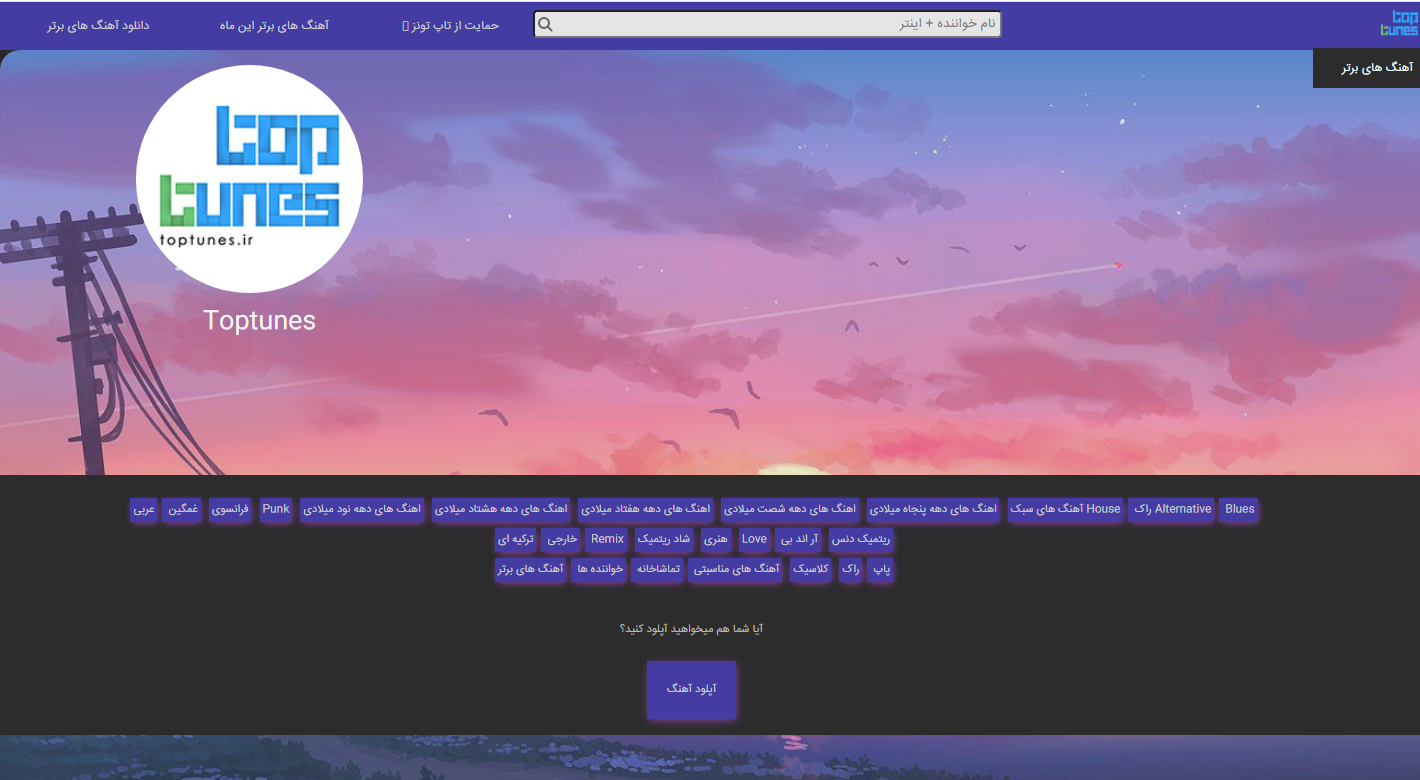 top tunes
نام خواننده + اینتر
حمایت از تاپ تونز
آهنگ های برتر این ماه
دانلود آهنگ های برتر
آهنگ های برتر
top
tunes
toptunes.ir
Toptunes
Blues Alternative راک House آهنگ های سبک اهنگ های دهه پنجاه میلادی اهنگ های دهه شصت میلادی اهنگ های دهه هفتاد میلادی اهنگ های دهه هشتاد میلادی اهنگ های دهه نود میلادی Punk فرانسوی غمگین عربی
ریتمیک دنس آر اند بی Love هنری شاد ریتمیک Remix خارجی ترکیه ای
پاپ راک کلاسیک آهنگ های مناسبتی تماشاخانه خواننده ها آهنگ های برتر
آیا شما هم میخواهید آپلود کنید؟
آپلود آهنگ